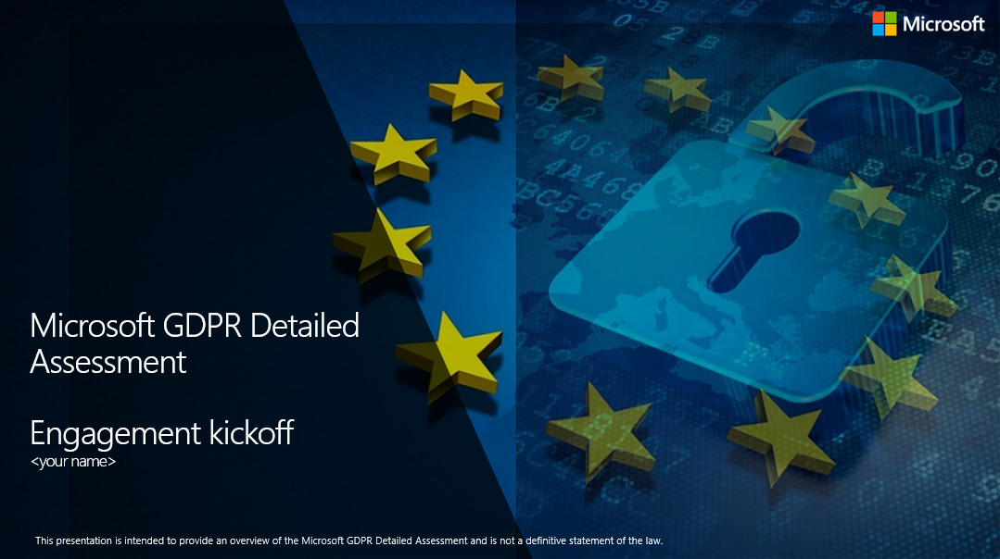 Microsoft
Microsoft GDPR Detailed
Assessment
Engagement kickoff
<your name>
This presentation is intended to provide an overview of the Microsoft GDPR Detailed Assessment and is not a definitive statement of the law.